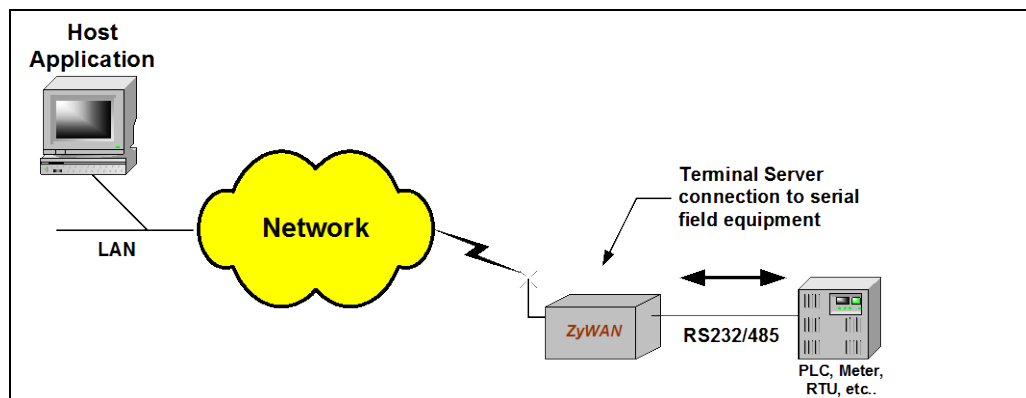 Host
Application
LAN
Network
Terminal Server
connection to serial
field equipment
ZyWAN
RS232/485
PLC, Meter,
RTU, etc..